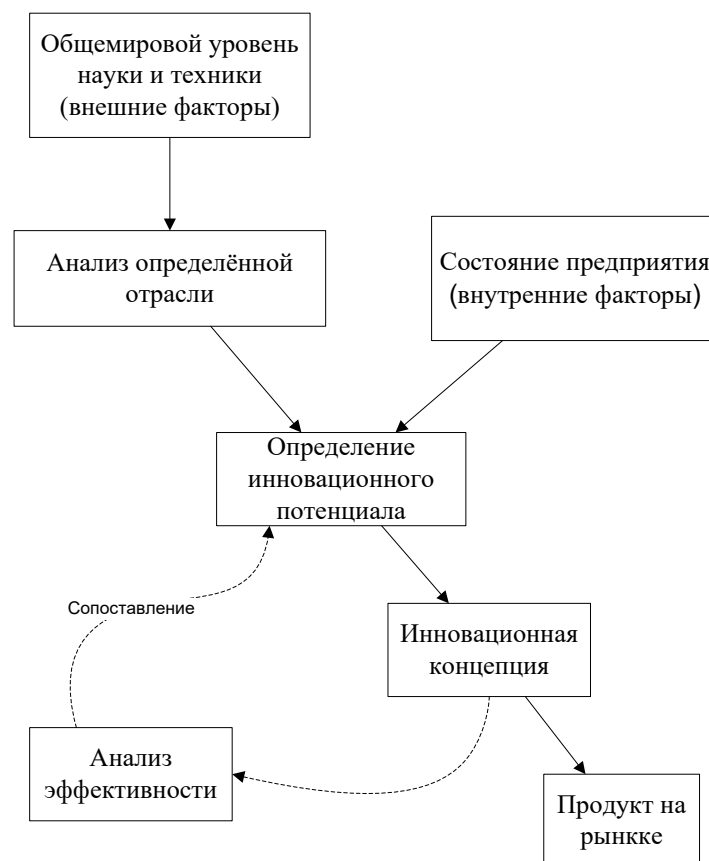 Общемировой уровень
науки и техники
(внешние факторы)
Анализ определённой
отрасли
Состояние предприятия
(внутренние факторы)
Определение
инновационного
потенциала
Сопоставление
Инновационная
концепция
Анализ
эффективности
Продукт на
рынкке